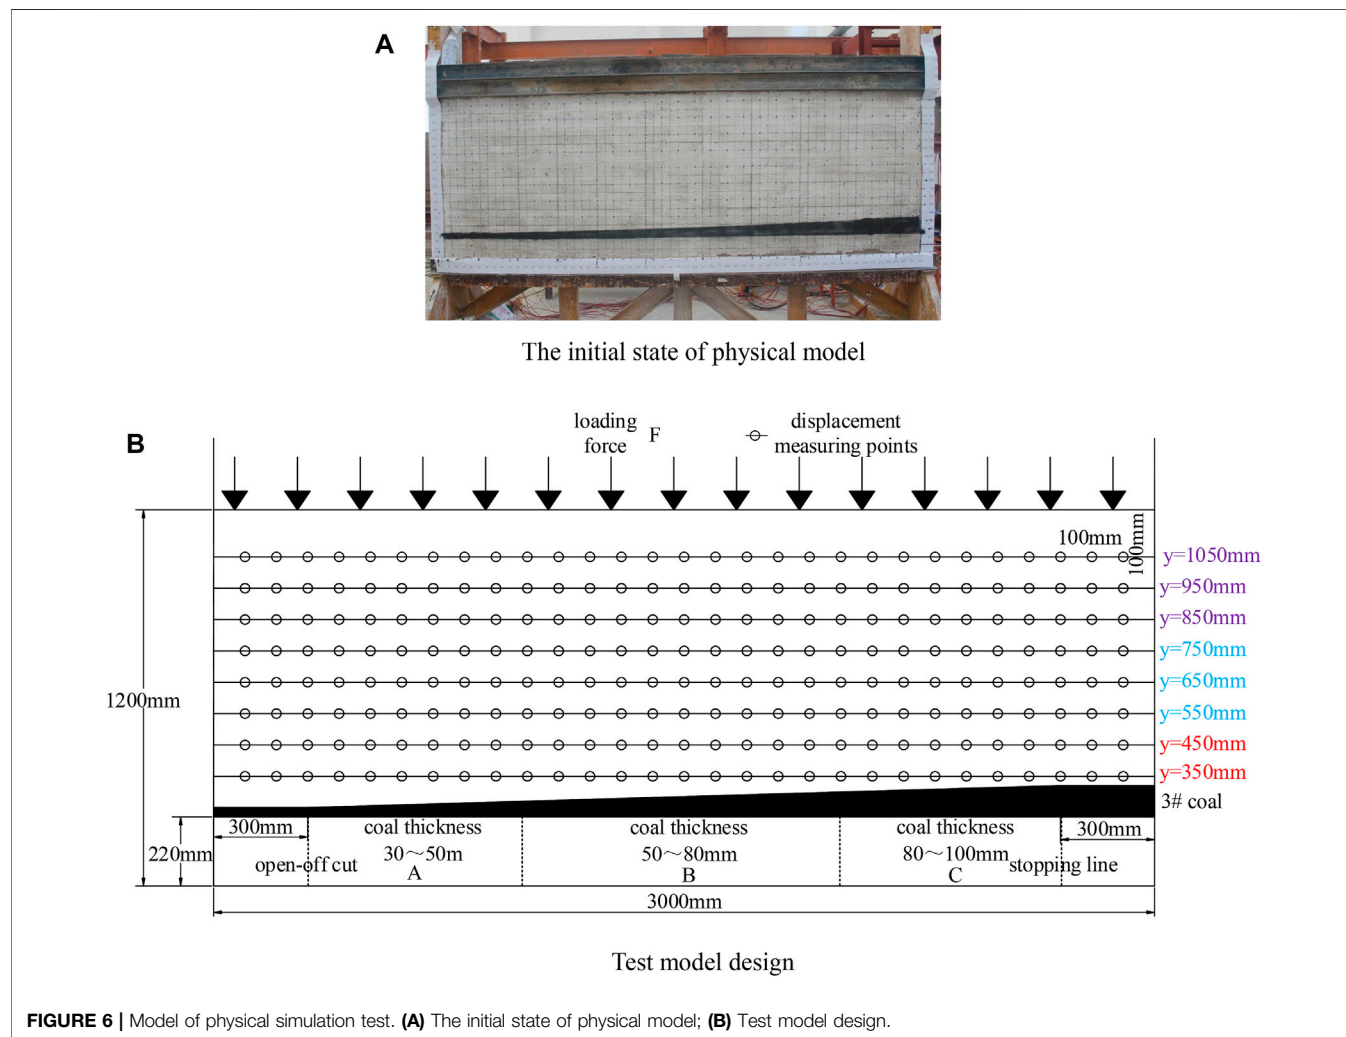 A
The initial state of physical model
B
loading
force
F
displacement
measuring points
100mm
100mm
y=1050mm
y=950mm
y=850mm
y=750mm
y=650mm
y=550mm
y=450mm
y=350mm
3# coal
1200mm
220mm
300mm
open-off cut
coal thickness
30～50m
A
coal thickness
50～80mm
B
coal thickness
80～100mm
C
300mm
stopping line
3000mm
Test model design
FIGURE 6 | Model of physical simulation test. (A) The initial state of physical model; (B) Test model design.